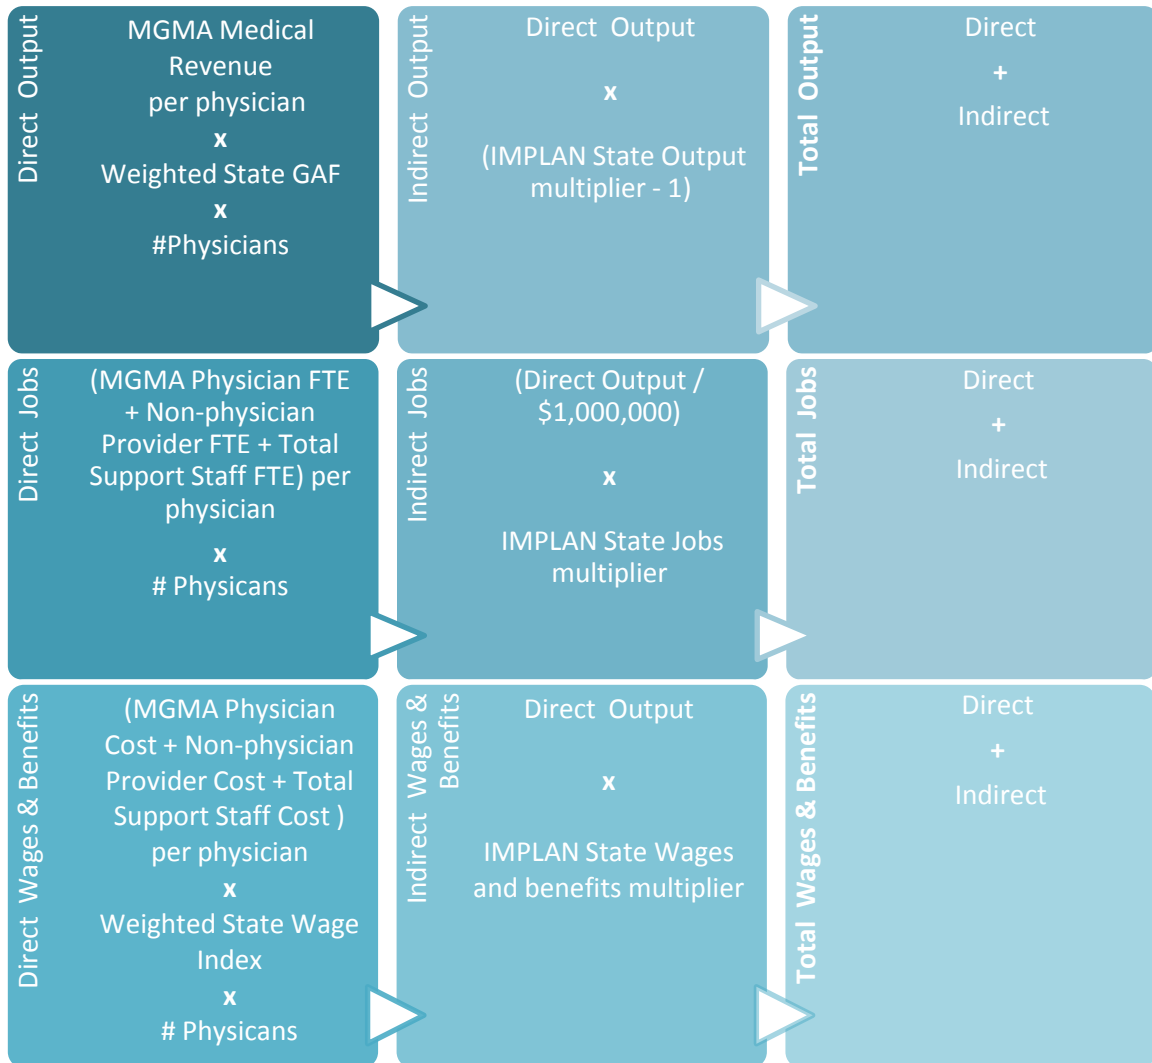 Direct Output
MGMA Medical
Revenue
per physician
x
Weighted State GAF
x
#Physicians
Indirect Output
Direct Output
x
(IMPLAN State Output
multiplier - 1)
Total Output
Direct
+
Indirect
Direct Jobs
(MGMA Physician FTE
+ Non-physician
Provider FTE + Total
Support Staff FTE) per
physician
x
# Physicans
Indirect Jobs
(Direct Output /
$1,000,000)
x
IMPLAN State Jobs
multiplier
Total Jobs
Direct
+
Indirect
Direct Wages & Benefits
(MGMA Physician
Cost + Non-physician
Provider Cost + Total
Support Staff Cost )
per physician
x
Weighted State Wage
Index
x
# Physicans
Indirect Wages &
Benefits
Direct Output
x
IMPLAN State Wages
and benefits multiplier
Total Wages & Benefits
Direct
+
Indirect